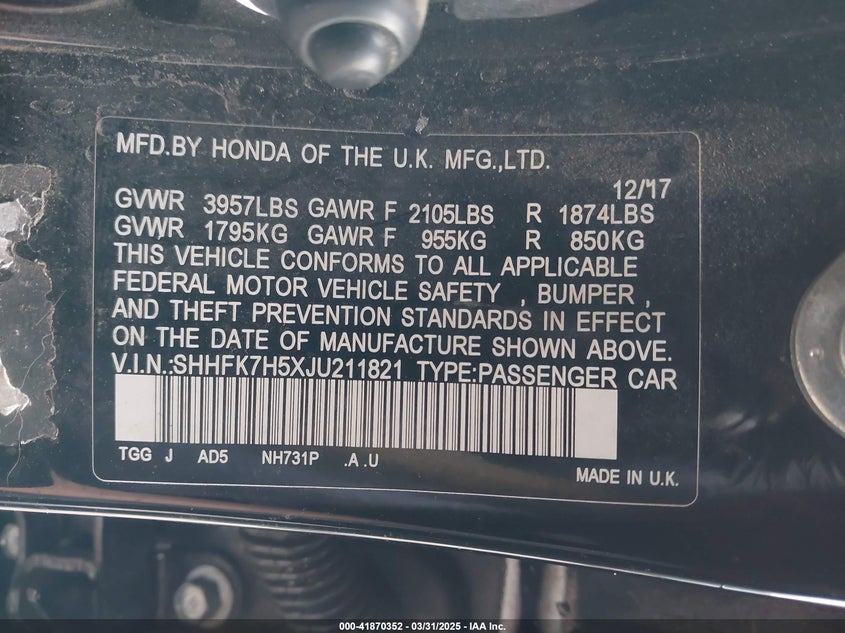 MFD.BY HONDA OF THE U.K. MFG.,LTD.
12/'17
GVWR 3957LBS GAWR F 2105LBS R 1874LBS
GVWR 1795KG GAWR F 955KG R 850KG
THIS VEHICLE CONFORMS TO ALL APPLICABLE
FEDERAL MOTOR VEHICLE SAFETY , BUMPER ,
AND THEFT PREVENTION STANDARDS IN EFFECT
ON THE DATE OF MANUFACTURE SHOWN ABOVE.
V.I.N.:SHHFK7H5XJU211821 TYPE:PASSENGER CAR
TGG J AD5 NH731P .A .U
MADE IN U.K.
000-41870352 - 03/31/2025 - IAA Inc.